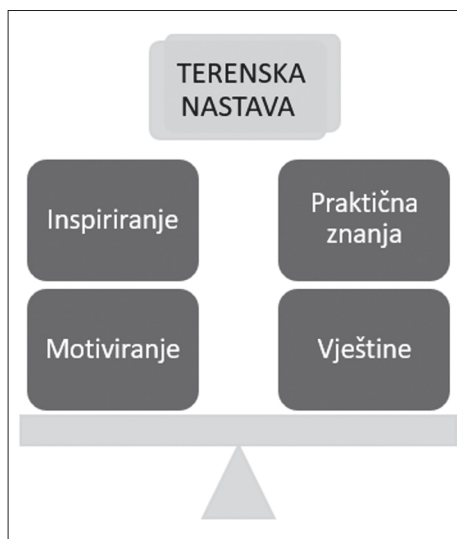 TERENSKA
NASTAVA
Inspiriranje
Praktična
znanja
Motiviranje
Vještine